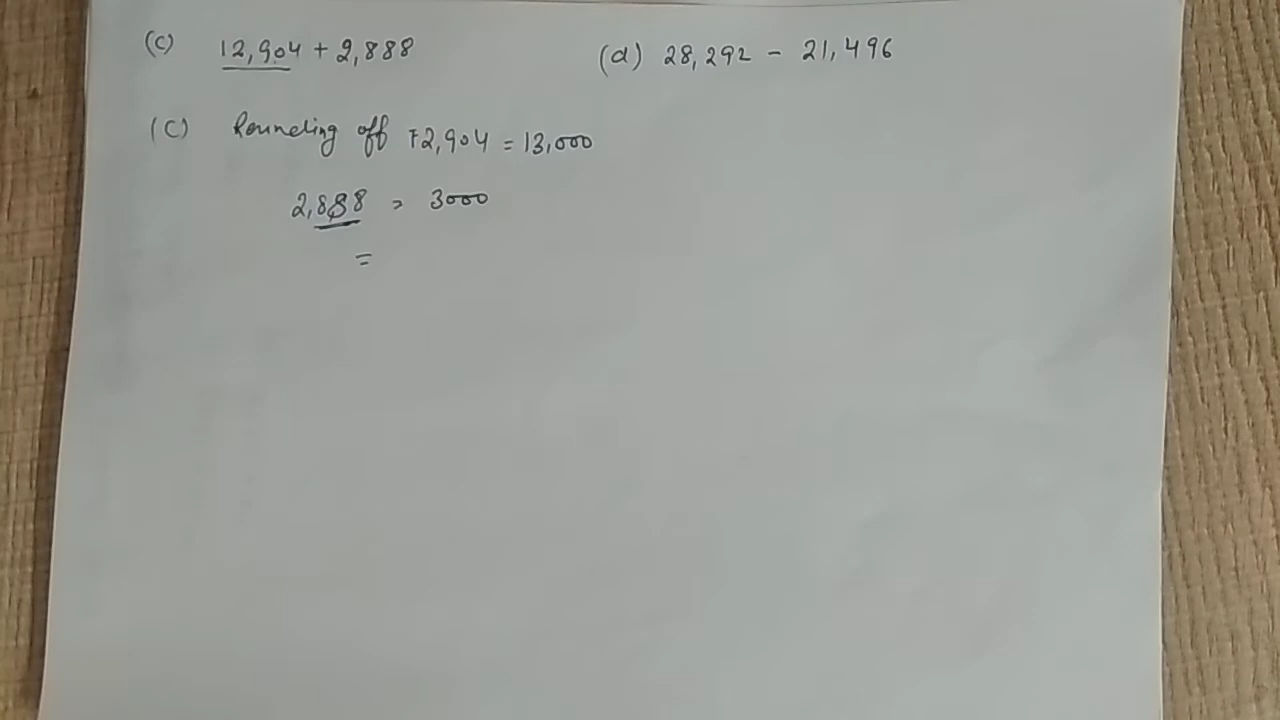 (c) 12,904 + 2,888 (d) 28,292 - 21,496
(C) Rounding off 12,904 = 13,000
2,888 = 3000
=